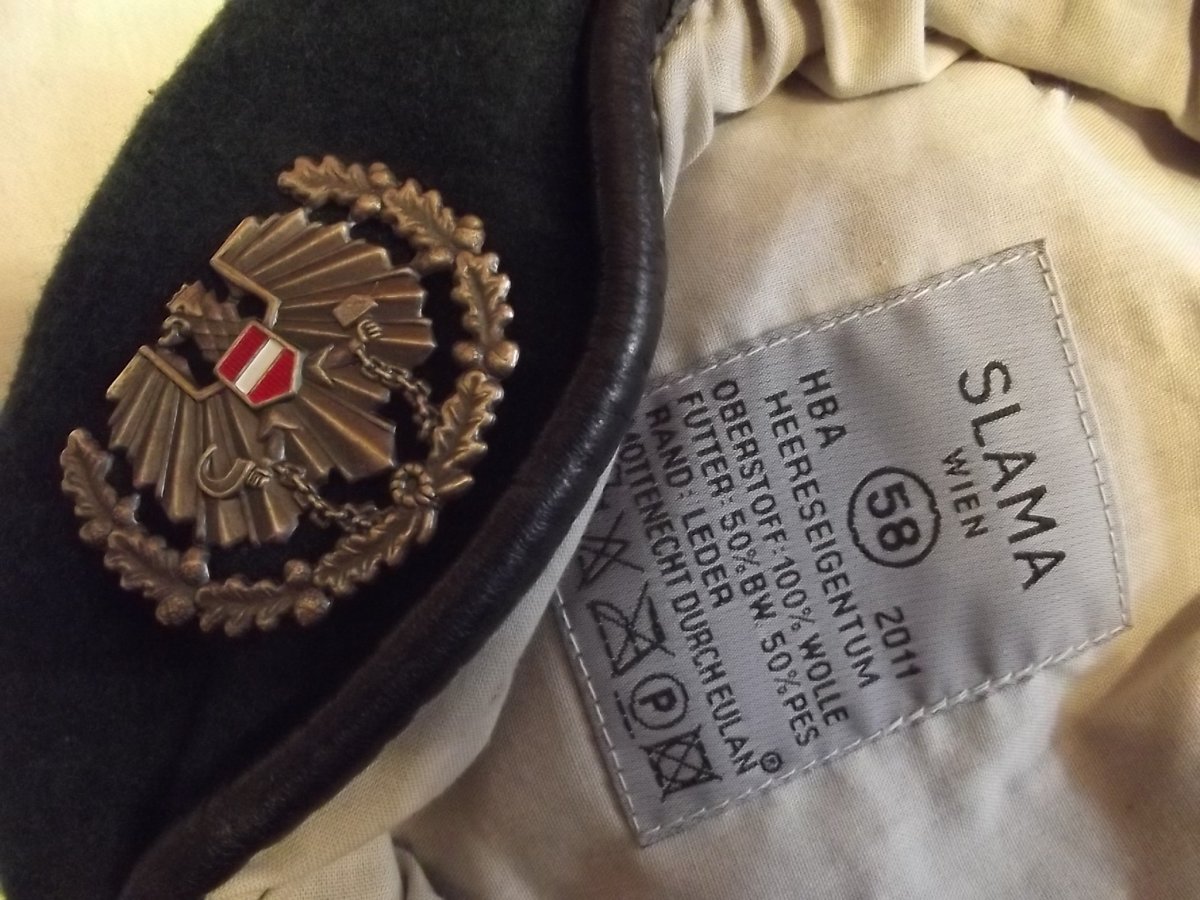 SLAMA
WIEN
58
HBA 2011
HEERESEIGENTUM
OBERSTOFF: 100% WOLLE
FUTTER: 50% BW. 50% PES
RAND: LEDER
MOTTENECHT DURCH EULAN®
P